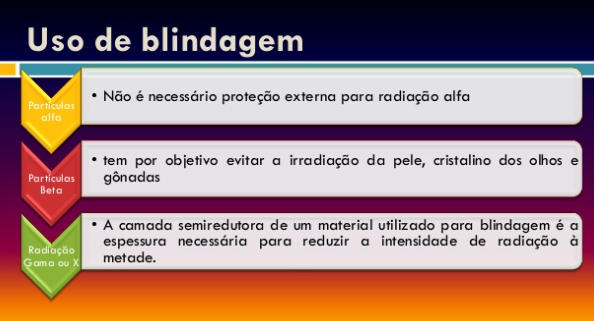 Uso de blindagem
Partículas
alfa
• Não é necessário proteção externa para radiação alfa
Partículas
Beta
• tem por objetivo evitar a irradiação da pele, cristalino dos olhos e
gônadas
Radiação
Gama ou X
• A camada semiredutora de um material utilizado para blindagem é a
espessura necessária para reduzir a intensidade de radiação à
metade.